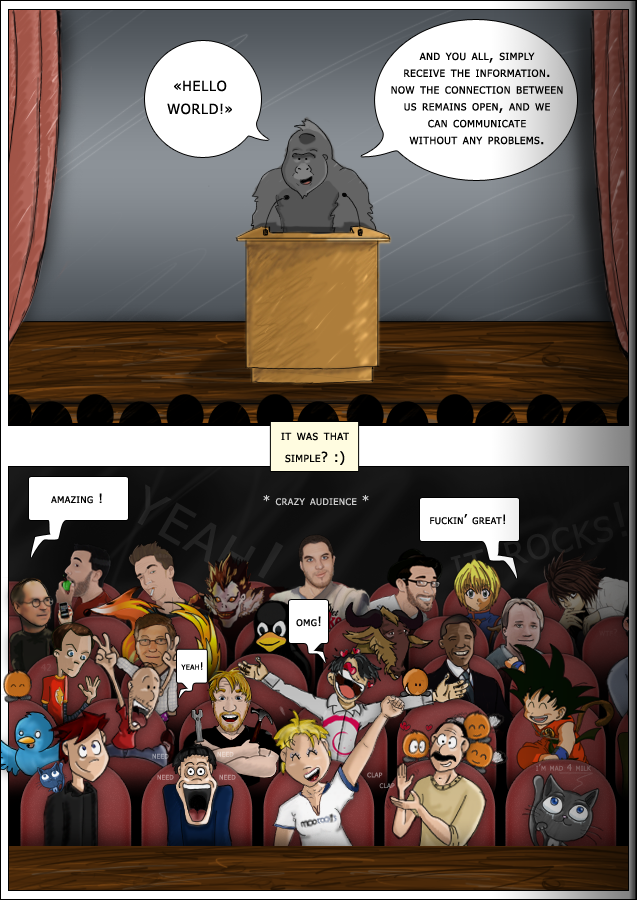 «HELLO
WORLD!»
AND YOU ALL, SIMPLY
RECEIVE THE INFORMATION.
NOW THE CONNECTION BETWEEN
US REMAINS OPEN, AND WE
CAN COMMUNICATE
WITHOUT ANY PROBLEMS.
IT WAS THAT
SIMPLE? :)
* CRAZY AUDIENCE *
AMAZING !
YEAH!
FUCKIN' GREAT!
ROCKS!
OMG!
YEAH!
NEED
NEED
NEED
NEED
CLAP
CLAP
I'M MAD 4 MILK
mootools